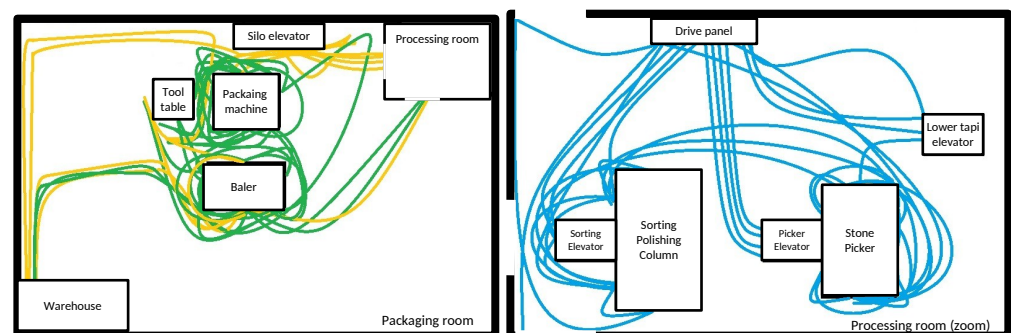 Silo elevator
Processing room
Tool
table
Packaing
machine
Baler
Warehouse
Packaging room
Drive panel
Lower tapi
elevator
Sorting
Elevator
Sorting
Polishing
Column
Picker
Elevator
Stone
Picker
Processing room (zoom)